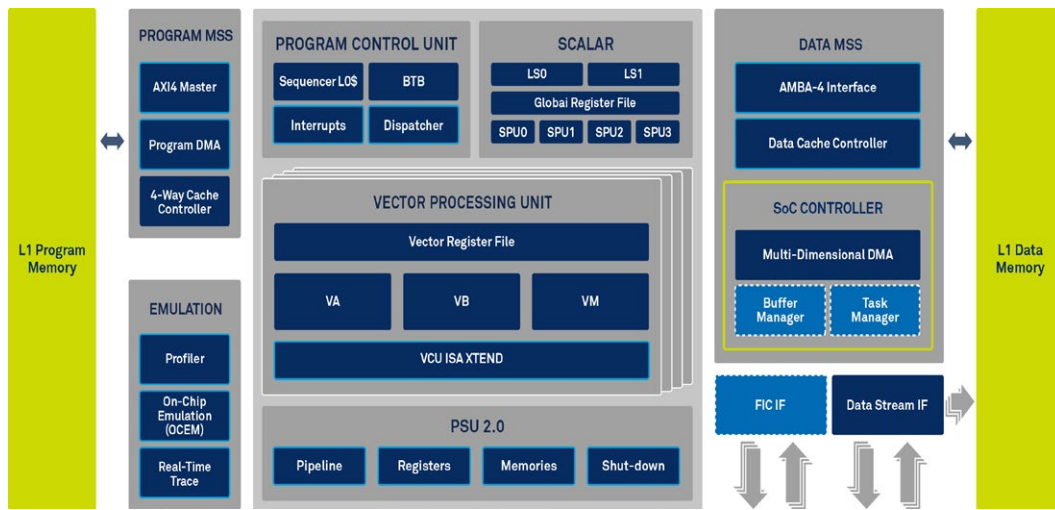 L1 Program
Memory
PROGRAM MSS
AXI4 Master
Program DMA
4-Way Cache
Controller
EMULATION
Profiler
On-Chip
Emulation
(OCEM)
Real-Time
Trace
PROGRAM CONTROL UNIT
Sequencer L0$
BTB
Interrupts
Dispatcher
SCALAR
LS0
LS1
Global Register File
SPU0
SPU1
SPU2
SPU3
VECTOR PROCESSING UNIT
Vector Register File
VA
VB
VM
VCU ISA XTEND
PSU 2.0
Pipeline
Registers
Memories
Shut-down
DATA MSS
AMBA-4 Interface
Data Cache Controller
SoC CONTROLLER
Multi-Dimensional DMA
Buffer
Manager
Task
Manager
FIC IF
Data Stream IF
L1 Data
Memory